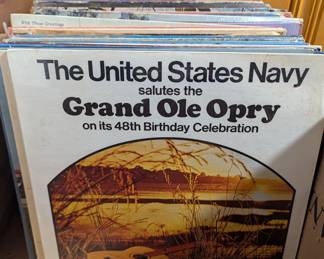 The United States Navy
salutes the
Grand Ole Opry
on its 48th Birthday Celebration